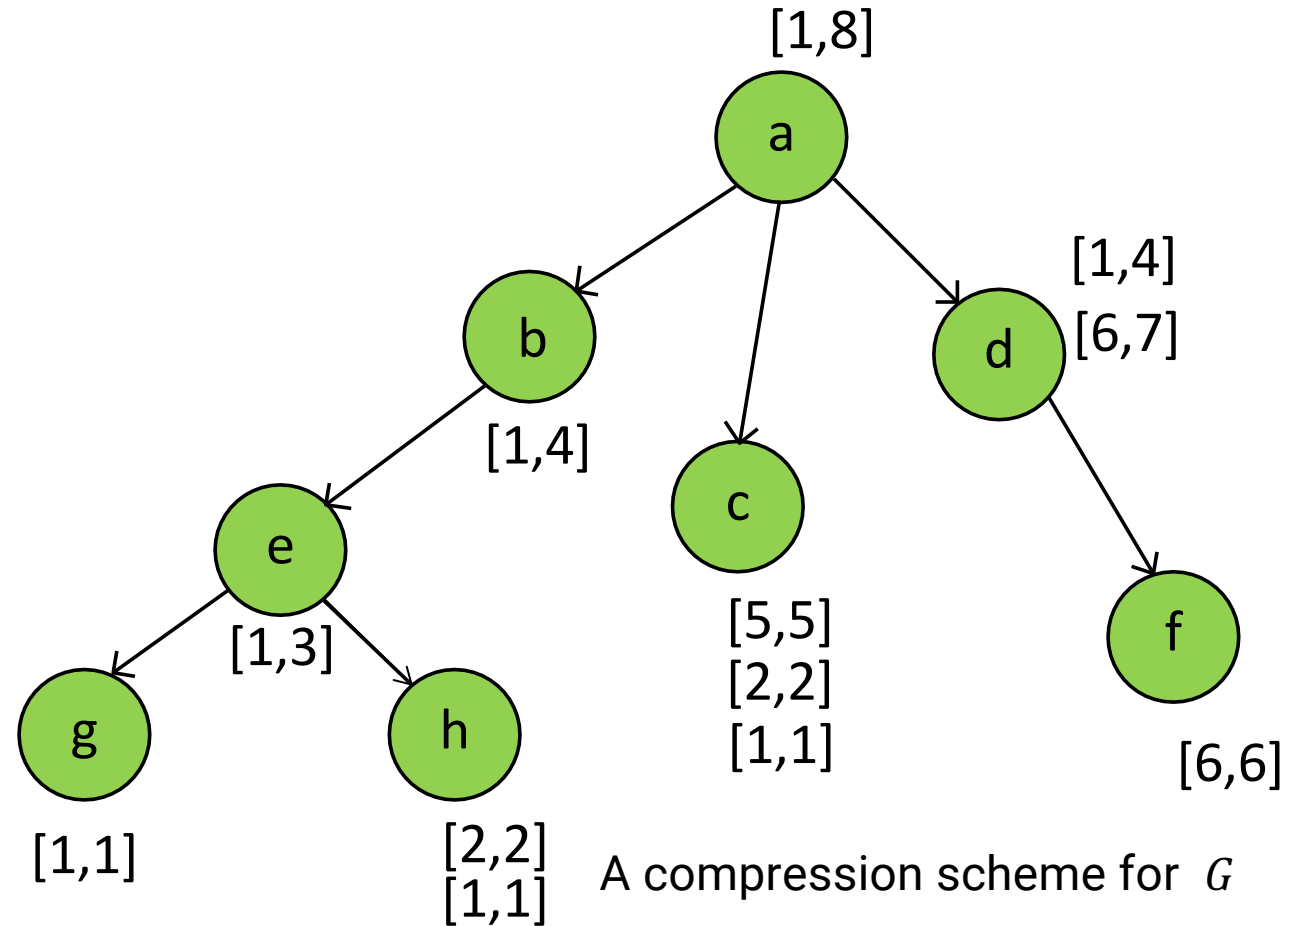 [1,8]
a
[1,4]
[6,7]
b
d
[1,4]
c
e
[1,3]
[5,5]
[2,2]
[1,1]
f
g
h
[6,6]
[1,1]
[2,2]
[1,1]
A compression scheme for G